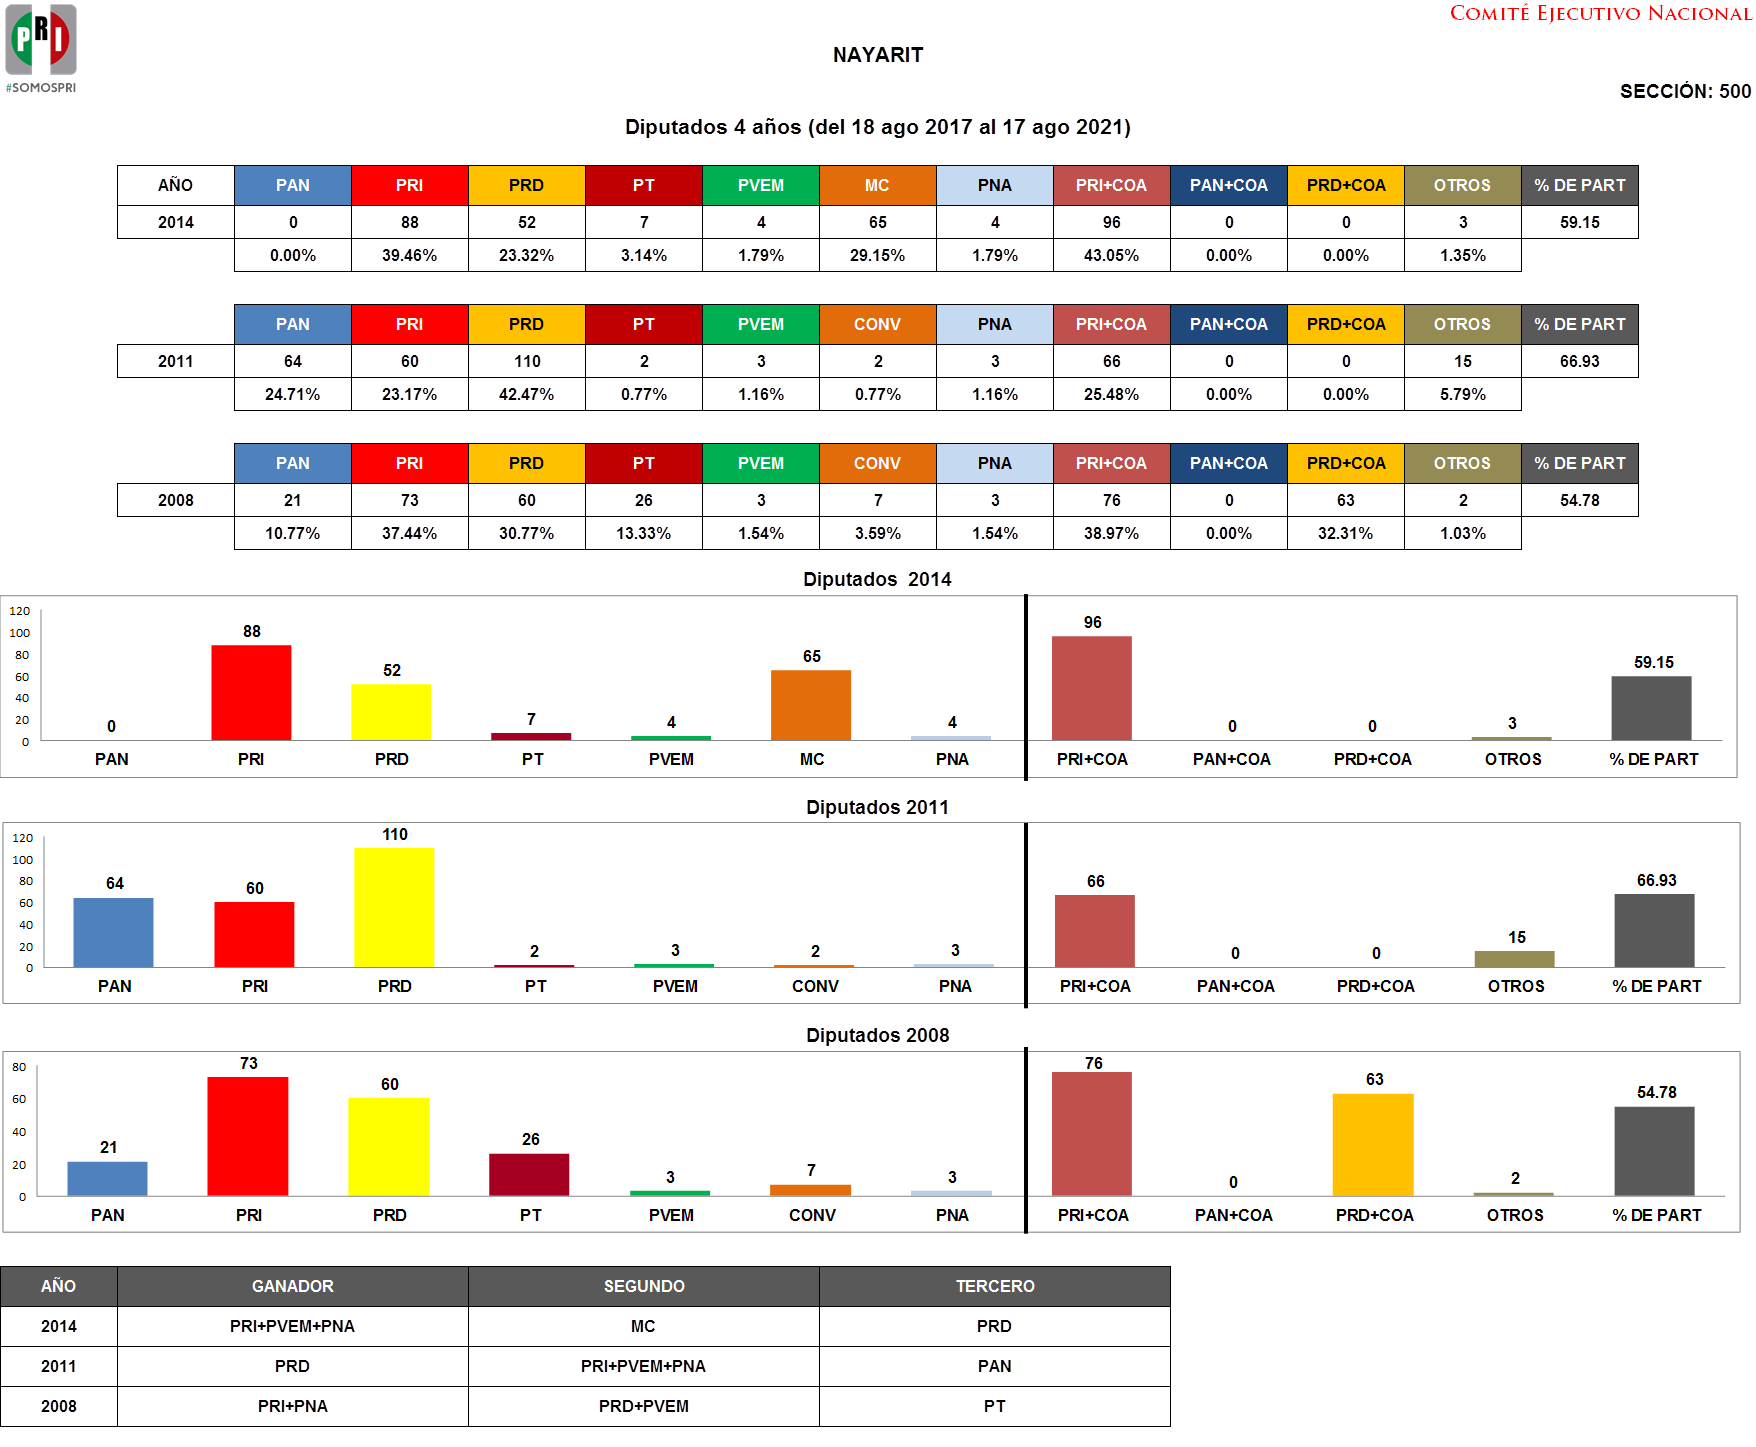 PRI
#SOMOSPRI
COMITÉ EJECUTIVO NACIONAL
NAYARIT
SECCIÓN: 500
Diputados 4 años (del 18 ago 2017 al 17 ago 2021)
AÑO PAN PRI PRD PT PVEM MC PNA PRI+COA PAN+COA PRD+COA OTROS % DE PART
2014 0 88 52 7 4 65 4 96 0 0 3 59.15
0.00% 39.46% 23.32% 3.14% 1.79% 29.15% 1.79% 43.05% 0.00% 0.00% 1.35%
PAN PRI PRD PT PVEM CONV PNA PRI+COA PAN+COA PRD+COA OTROS % DE PART
2011 64 60 110 2 3 2 3 66 0 0 15 66.93
24.71% 23.17% 42.47% 0.77% 1.16% 0.77% 1.16% 25.48% 0.00% 0.00% 5.79%
PAN PRI PRD PT PVEM CONV PNA PRI+COA PAN+COA PRD+COA OTROS % DE PART
2008 21 73 60 26 3 7 3 76 0 63 2 54.78
10.77% 37.44% 30.77% 13.33% 1.54% 3.59% 1.54% 38.97% 0.00% 32.31% 1.03%
Diputados 2014
120
100
80
60
40
20
0
0 88 52 7 4 65 4 96 0 0 3 59.15
PAN PRI PRD PT PVEM MC PNA PRI+COA PAN+COA PRD+COA OTROS % DE PART
Diputados 2011
120
100
80
60
40
20
0
64 60 110 2 3 2 3 66 0 0 15 66.93
PAN PRI PRD PT PVEM CONV PNA PRI+COA PAN+COA PRD+COA OTROS % DE PART
Diputados 2008
80
60
40
20
0
21 73 60 26 3 7 3 76 0 63 2 54.78
PAN PRI PRD PT PVEM CONV PNA PRI+COA PAN+COA PRD+COA OTROS % DE PART
AÑO GANADOR SEGUNDO TERCERO
2014 PRI+PVEM+PNA MC PRD
2011 PRD PRI+PVEM+PNA PAN
2008 PRI+PNA PRD+PVEM PT